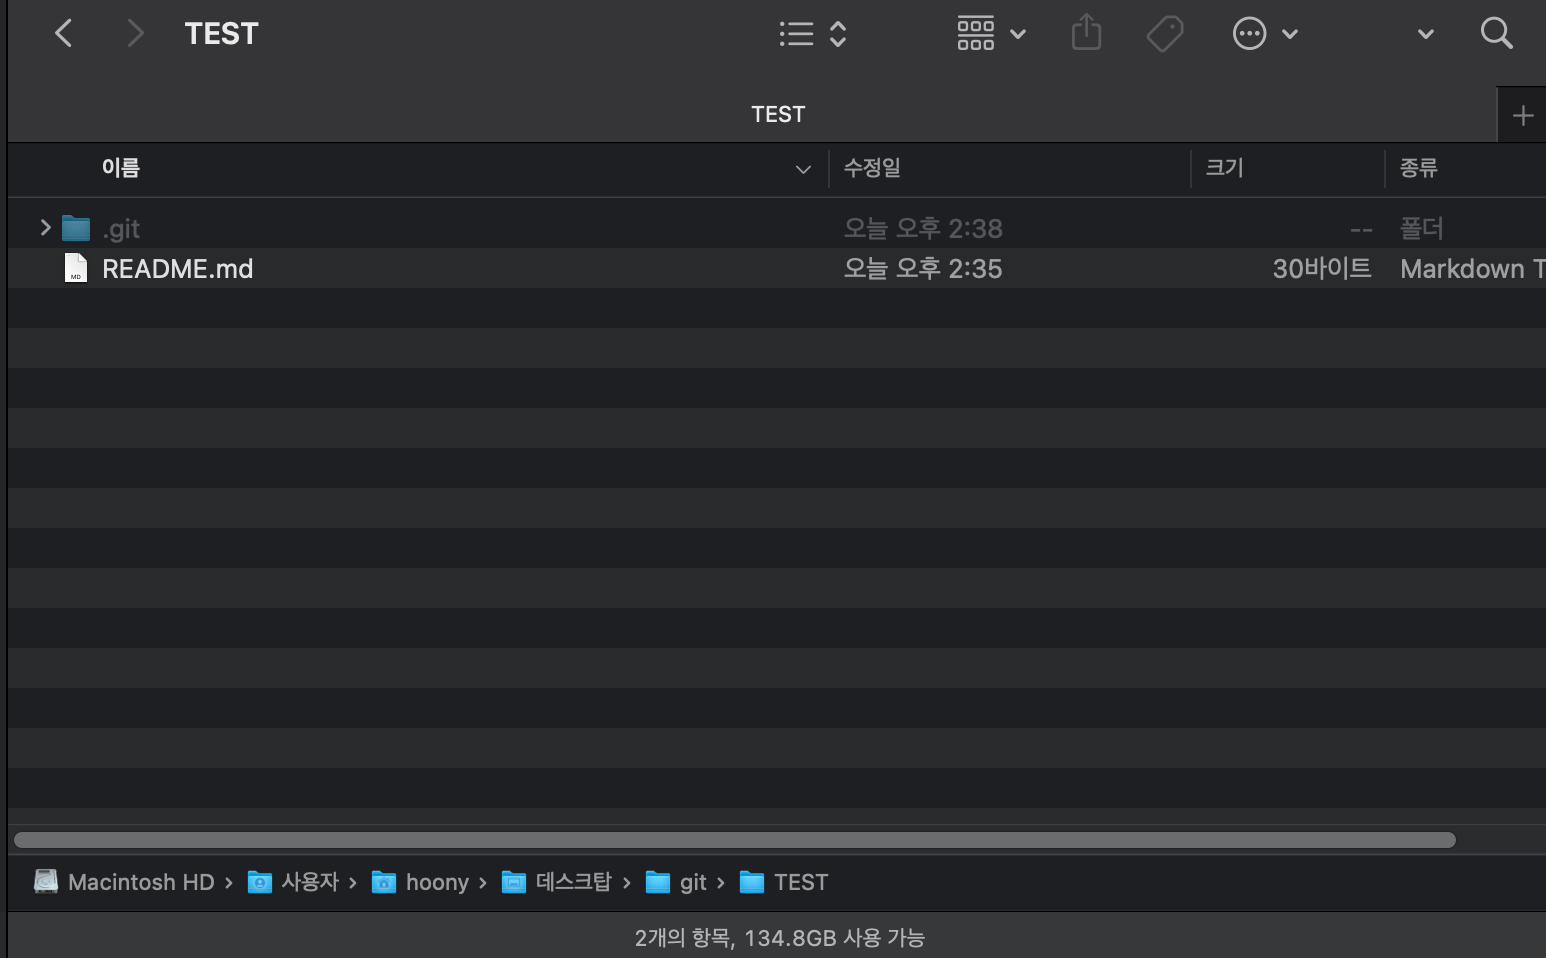 TEST
TEST
이름 수정일 크기 종류
.git 오늘 오후 2:38 -- 폴더
README.md 오늘 오후 2:35 30바이트 Markdown T
Macintosh HD › 사용자 › hoony › 데스크탑 › git › TEST
2개의 항목, 134.8GB 사용 가능